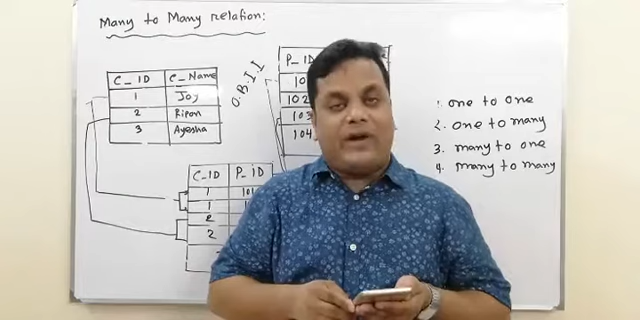 Many to Many relation:
C_ID C_Name
1 Joy
2 Ripon
3 Ayesha
P_ID
10
102
103
104
C_ID P_ID
1 101
1
2
2
1. one to one
2. one to many
3. many to one
4. many to many